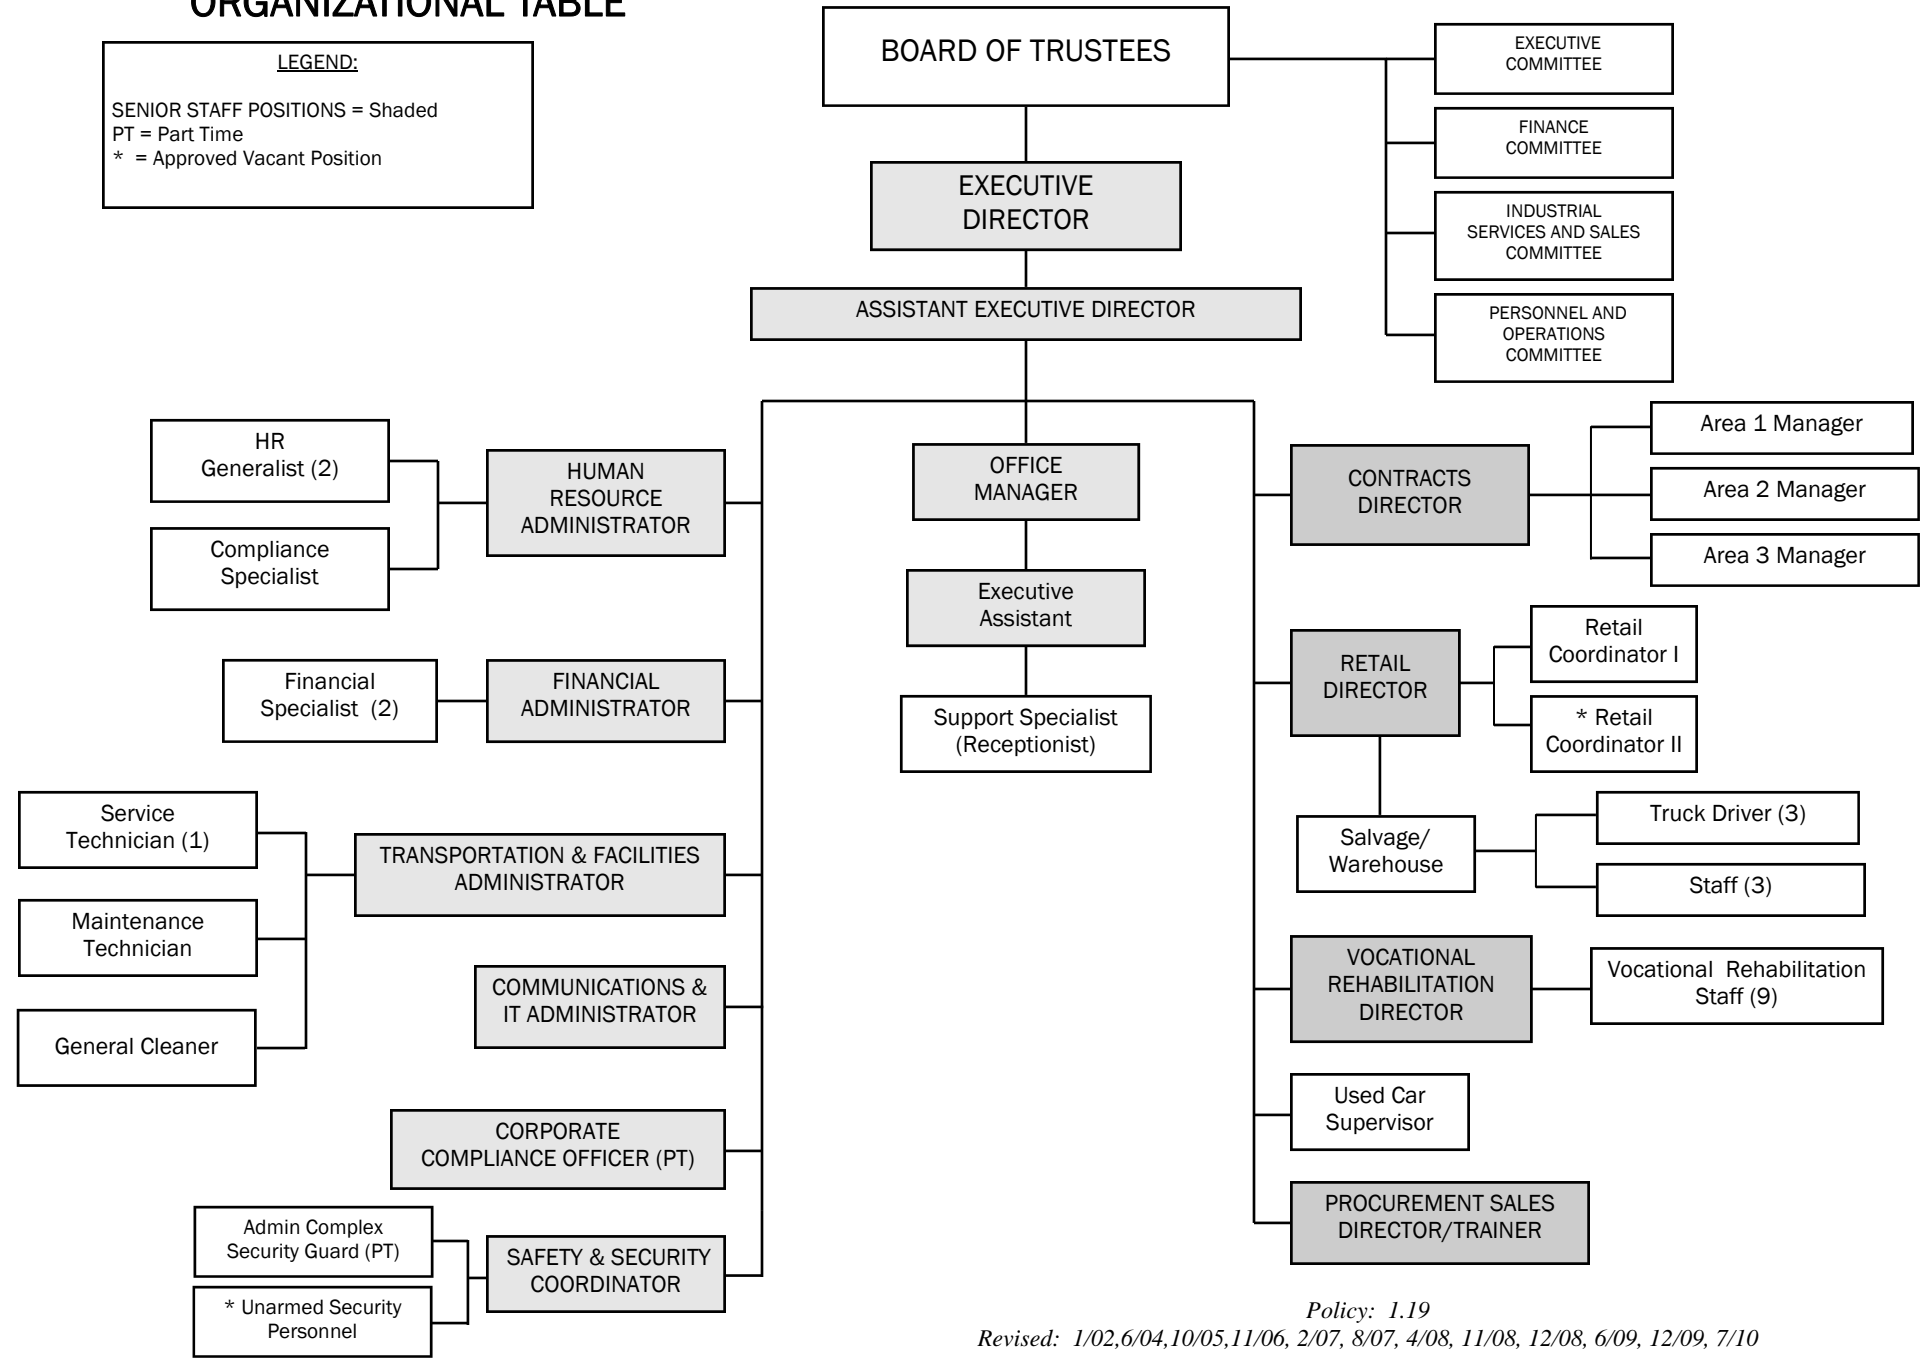 ORGANIZATIONAL TABLE
LEGEND:
SENIOR STAFF POSITIONS = Shaded
PT = Part Time
* = Approved Vacant Position
BOARD OF TRUSTEES
EXECUTIVE
COMMITTEE
FINANCE
COMMITTEE
INDUSTRIAL
SERVICES AND SALES
COMMITTEE
PERSONNEL AND
OPERATIONS
COMMITTEE
EXECUTIVE
DIRECTOR
ASSISTANT EXECUTIVE DIRECTOR
HR
Generalist (2)
Compliance
Specialist
HUMAN
RESOURCE
ADMINISTRATOR
Financial
Specialist (2)
FINANCIAL
ADMINISTRATOR
Service
Technician (1)
Maintenance
Technician
General Cleaner
TRANSPORTATION & FACILITIES
ADMINISTRATOR
COMMUNICATIONS &
IT ADMINISTRATOR
CORPORATE
COMPLIANCE OFFICER (PT)
Admin Complex
Security Guard (PT)
* Unarmed Security
Personnel
SAFETY & SECURITY
COORDINATOR
OFFICE
MANAGER
Executive
Assistant
Support Specialist
(Receptionist)
CONTRACTS
DIRECTOR
Area 1 Manager
Area 2 Manager
Area 3 Manager
RETAIL
DIRECTOR
Retail
Coordinator I
* Retail
Coordinator II
Salvage/
Warehouse
Truck Driver (3)
Staff (3)
VOCATIONAL
REHABILITATION
DIRECTOR
Vocational Rehabilitation
Staff (9)
Used Car
Supervisor
PROCUREMENT SALES
DIRECTOR/TRAINER
Policy: 1.19
Revised: 1/02,6/04,10/05,11/06, 2/07, 8/07, 4/08, 11/08, 12/08, 6/09, 12/09, 7/10